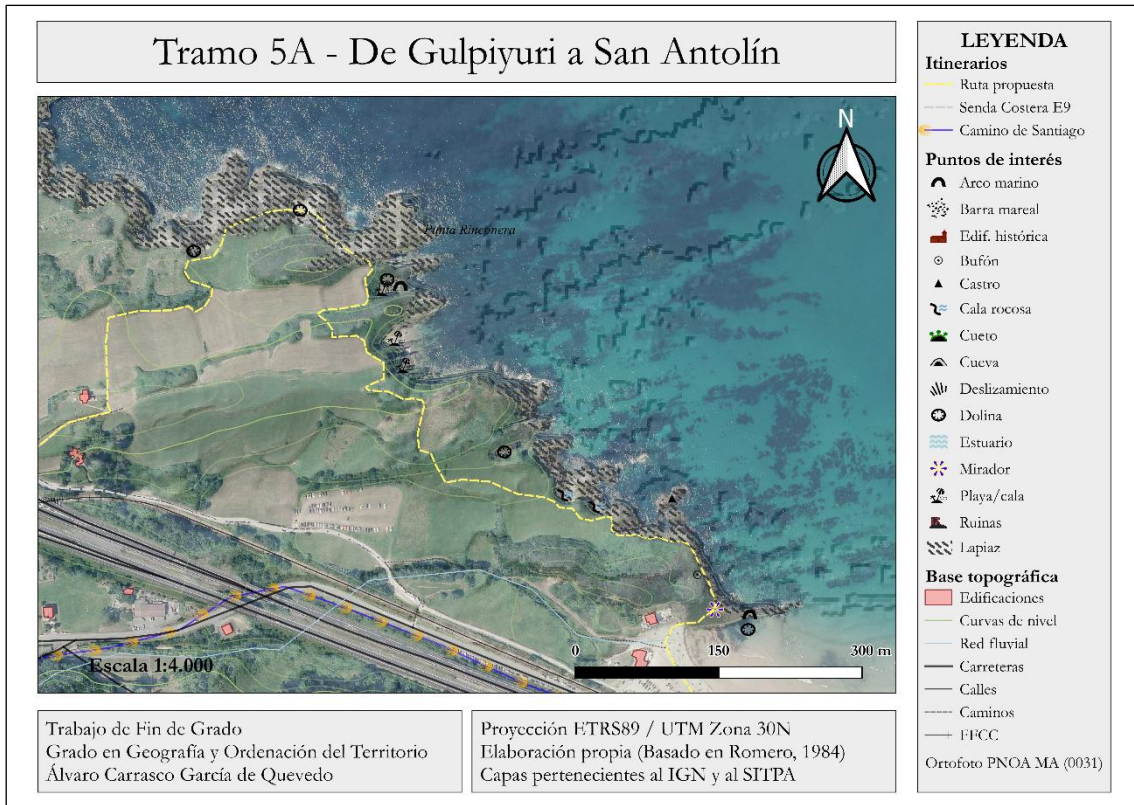 Tramo 5A - De Gulpiyuri a San Antolín
N
Punta Rinconera
Escala 1:4.000
0 150 300 m
Trabajo de Fin de Grado
Grado en Geografía y Ordenación del Territorio
Álvaro Carrasco García de Quevedo
Proyección ETRS89 / UTM Zona 30N
Elaboración propia (Basado en Romero, 1984)
Capas pertenecientes al IGN y al SITPA
LEYENDA
Itinerarios
Ruta propuesta
Senda Costera E9
Camino de Santiago
Puntos de interés
Arco marino
Barra mareal
Edif. histórica
Bufón
Castro
Cala rocosa
Cueto
Cueva
Deslizamiento
Dolina
Estuario
Mirador
Playa/cala
Ruinas
Lapiaz
Base topográfica
Edificaciones
Curvas de nivel
Red fluvial
Carreteras
Calles
Caminos
FFCC
Ortofoto PNOA MA (0031)